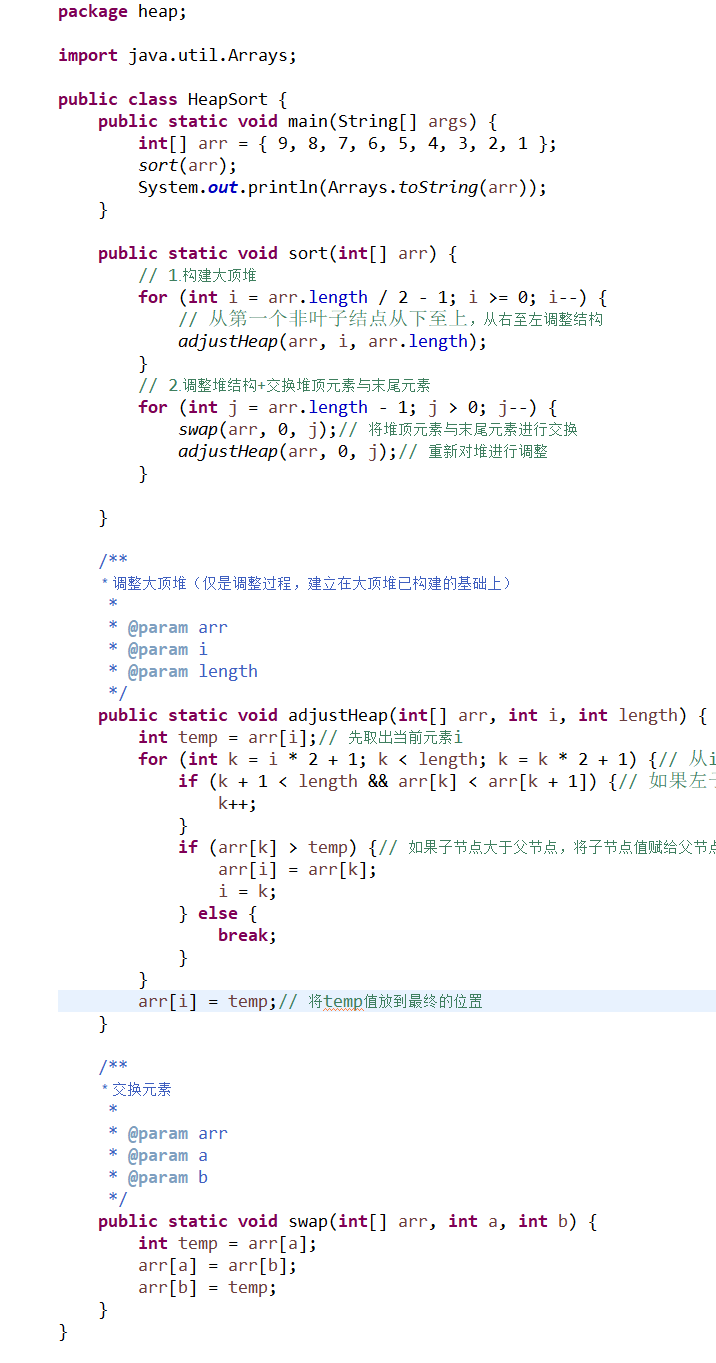 package heap;
import java.util.Arrays;
public class HeapSort {
public static void main(String[] args) {
int[] arr = { 9, 8, 7, 6, 5, 4, 3, 2, 1 };
sort(arr);
System.out.println(Arrays.toString(arr));
}
public static void sort(int[] arr) {
// 1.构建大顶堆
for (int i = arr.length / 2 - 1; i >= 0; i--) {
// 从第一个非叶子结点从下至上，从右至左调整结构
adjustHeap(arr, i, arr.length);
}
// 2.调整堆结构+交换堆顶元素与末尾元素
for (int j = arr.length - 1; j > 0; j--) {
swap(arr, 0, j);// 将堆顶元素与末尾元素进行交换
adjustHeap(arr, 0, j);// 重新对堆进行调整
}
}
/**
* 调整大顶堆（仅是调整过程，建立在大顶堆已构建的基础上）
*
* @param arr
* @param i
* @param length
*/
public static void adjustHeap(int[] arr, int i, int length) {
int temp = arr[i];// 先取出当前元素i
for (int k = i * 2 + 1; k < length; k = k * 2 + 1) {// 从i
if (k + 1 < length && arr[k] < arr[k + 1]) {// 如果左
k++;
}
if (arr[k] > temp) {// 如果子节点大于父节点，将子节点值赋给父节点
arr[i] = arr[k];
i = k;
} else {
break;
}
}
arr[i] = temp;// 将temp值放到最终的位置
}
/**
* 交换元素
*
* @param arr
* @param a
* @param b
*/
public static void swap(int[] arr, int a, int b) {
int temp = arr[a];
arr[a] = arr[b];
arr[b] = temp;
}
}